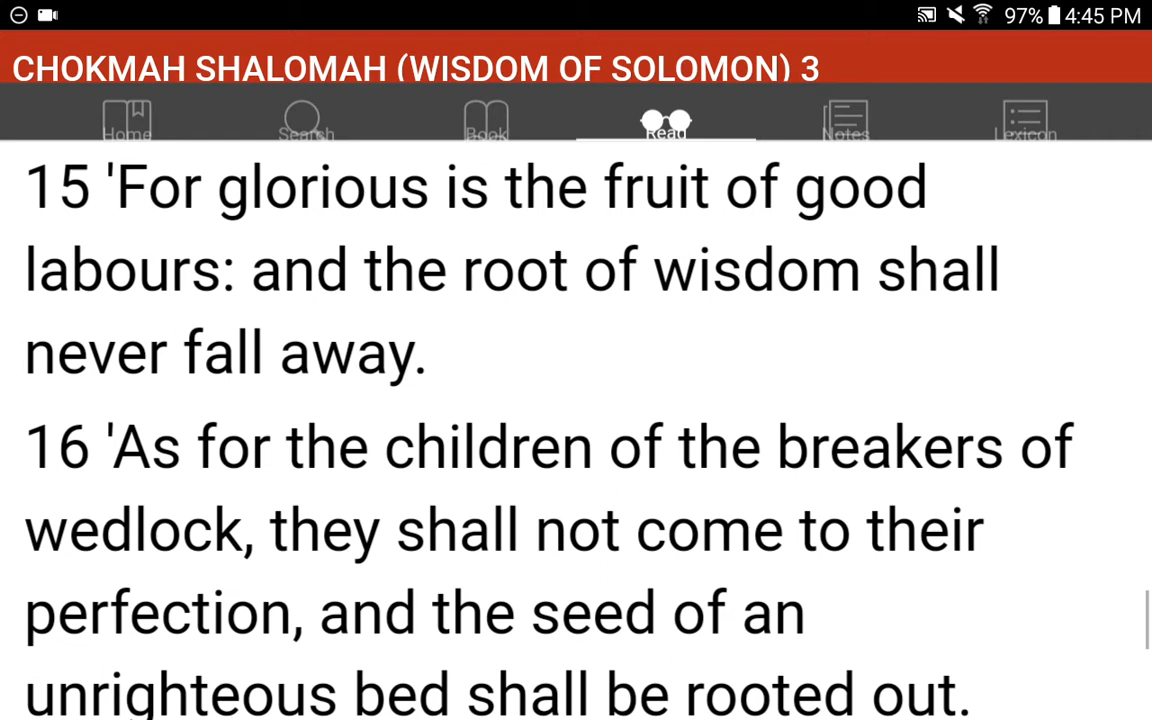 97% 4:45 PM
CHOKMAH SHALOMAH (WISDOM OF SOLOMON) 3
Home Search Book Read Notes Lexicon
15 'For glorious is the fruit of good
labours: and the root of wisdom shall
never fall away.
16 'As for the children of the breakers of
wedlock, they shall not come to their
perfection, and the seed of an
unrighteous bed shall be rooted out.